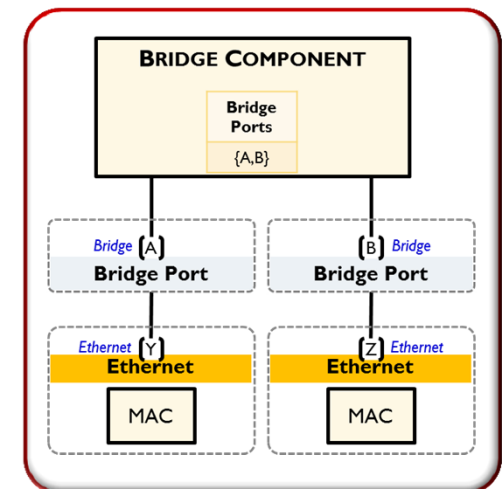 BRIDGE COMPONENT
Bridge
Ports
{A,B}
Bridge [A]
Bridge Port
[B] Bridge
Bridge Port
Ethernet [Y]
Ethernet
MAC
[Z] Ethernet
Ethernet
MAC